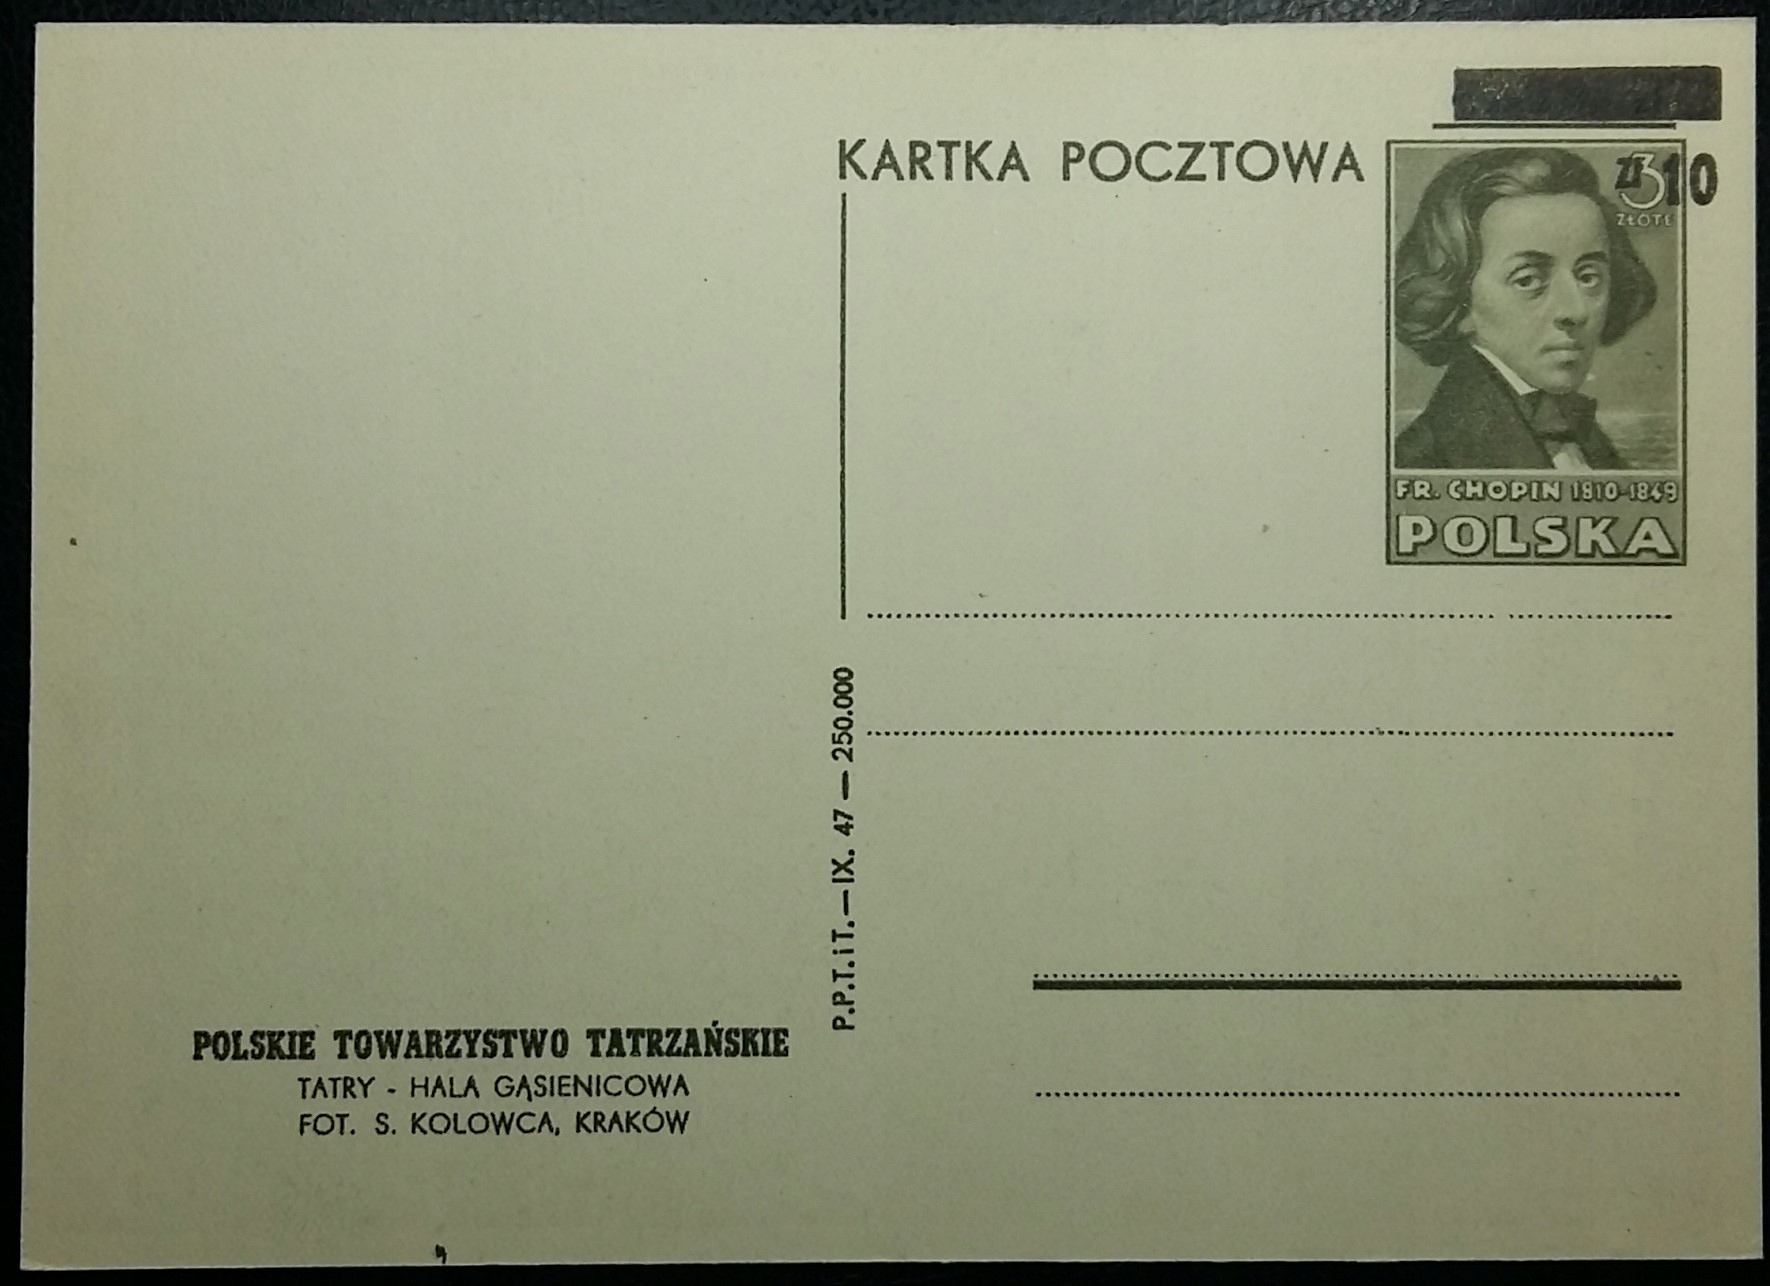 KARTKA POCZTOWA
zł 10
3
ZŁOTE
FR. CHOPIN 1810-1849
POLSKA
P.P.T.iT.—IX. 47 — 250.000
POLSKIE TOWARZYSTWO TATRZAŃSKIE
TATRY - HALA GĄSIENICOWA
FOT. S. KOLOWCA, KRAKÓW